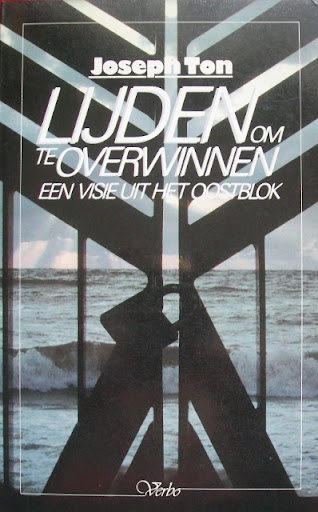 Joseph Ton
LIJDEN OM
TE OVERWINNEN
EEN VISIE UIT HET OOSTBLOK
Verbo